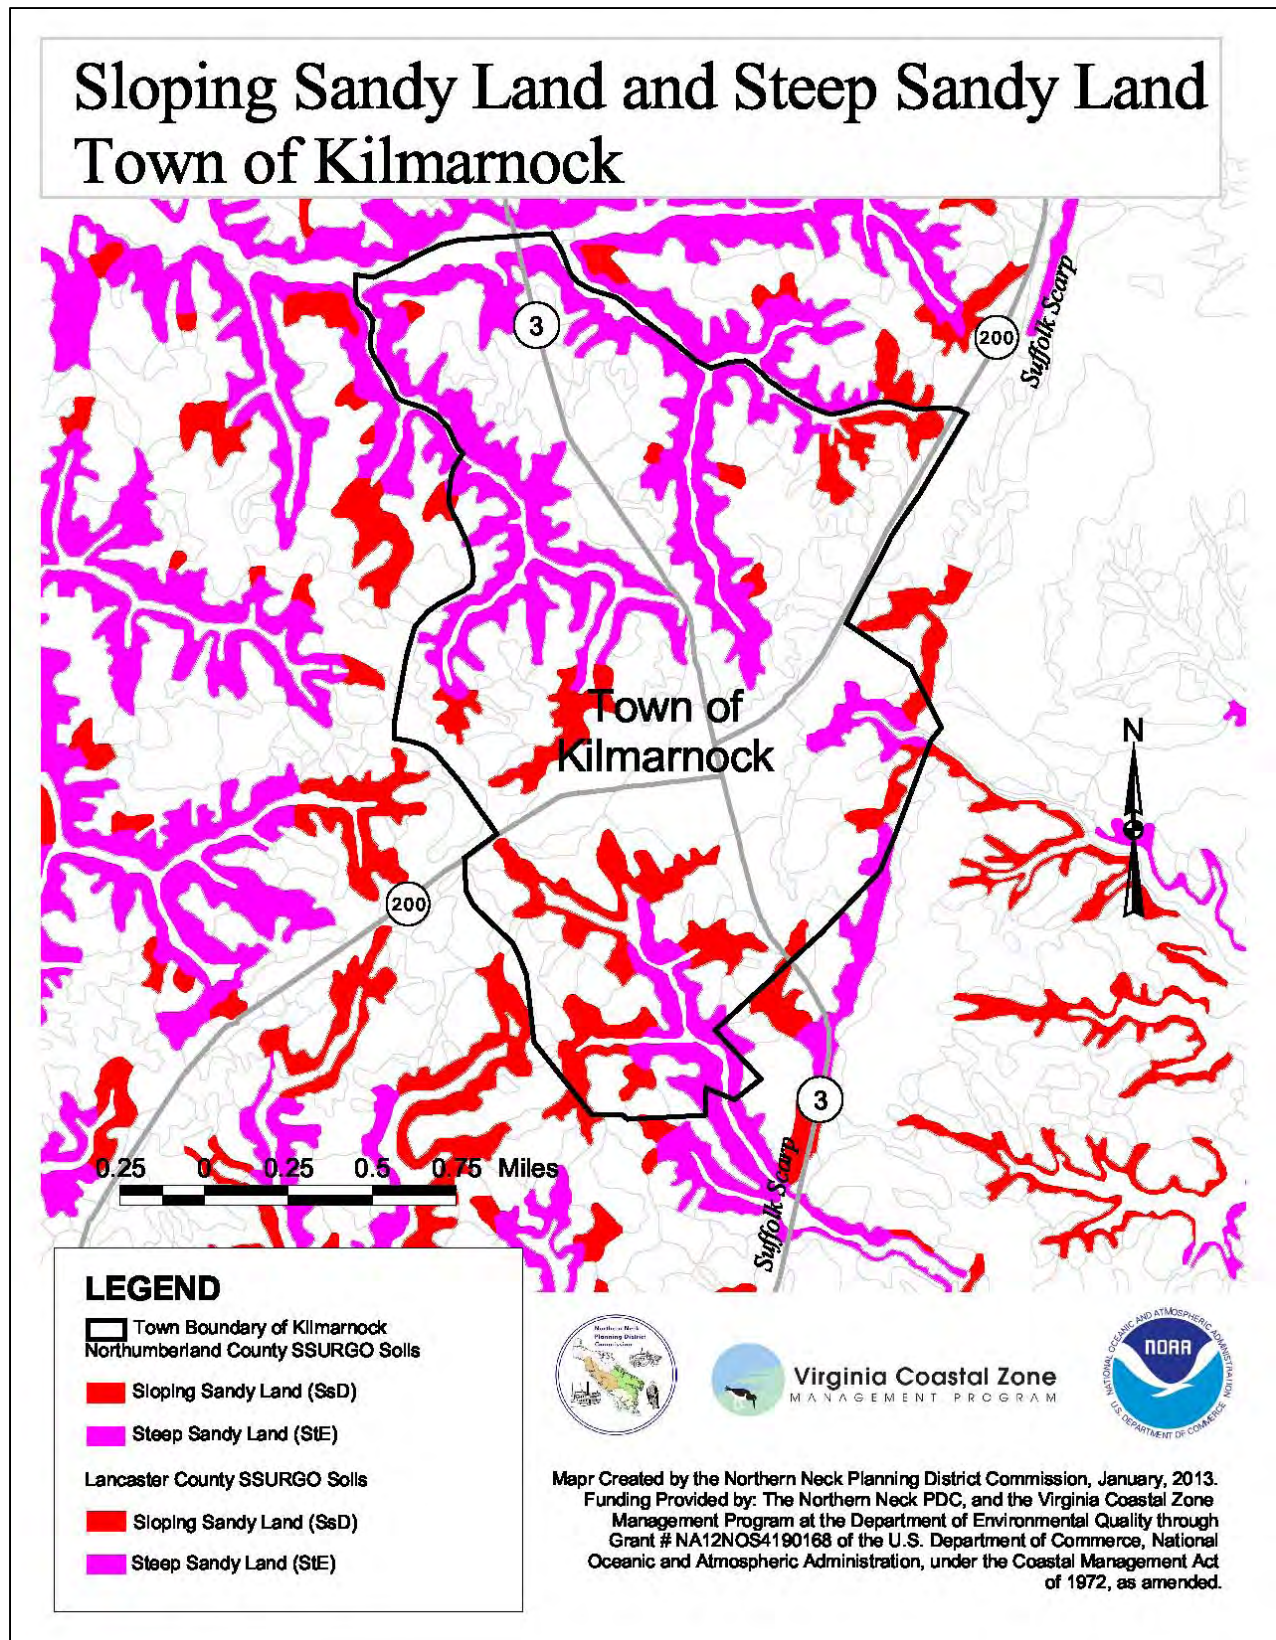 Sloping Sandy Land and Steep Sandy Land
Town of Kilmarnock
3
200
Suffolk Scarp
Town of
Kilmarnock
N
200
3
Suffolk Scarp
0.25 0 0.25 0.5 0.75 Miles
LEGEND
Town Boundary of Kilmarnock
Northumberland County SSURGO Soils
Sloping Sandy Land (SsD)
Steep Sandy Land (StE)
Lancaster County SSURGO Soils
Sloping Sandy Land (SsD)
Steep Sandy Land (StE)
Northern Neck
Planning District
Commission
Virginia Coastal Zone
MANAGEMENT PROGRAM
NATIONAL OCEANIC AND ATMOSPHERIC ADMINISTRATION
NOAA
U.S. DEPARTMENT OF COMMERCE
Mapr Created by the Northern Neck Planning District Commission, January, 2013.
Funding Provided by: The Northern Neck PDC, and the Virginia Coastal Zone
Management Program at the Department of Environmental Quality through
Grant # NA12NOS4190168 of the U.S. Department of Commerce, National
Oceanic and Atmospheric Administration, under the Coastal Management Act
of 1972, as amended.